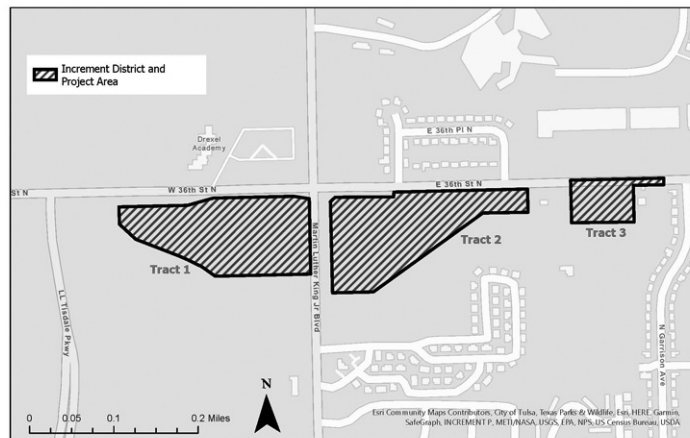 Increment District and
Project Area
Drexel
Academy
E 36th Pl N
St N
W 36th St N
E 36th St N
Tract 1
Martin Luther King Jr Blvd
Tract 2
Tract 3
LL Tisdale Pkwy
N Garrison Ave
N
0 0.05 0.1 0.2 Miles
Esri Community Maps Contributors, City of Tulsa, Texas Parks & Wildlife, Esri, HERE, Garmin,
SafeGraph, INCREMENT P, METI/NASA, USGS, EPA, NPS, US Census Bureau, USDA